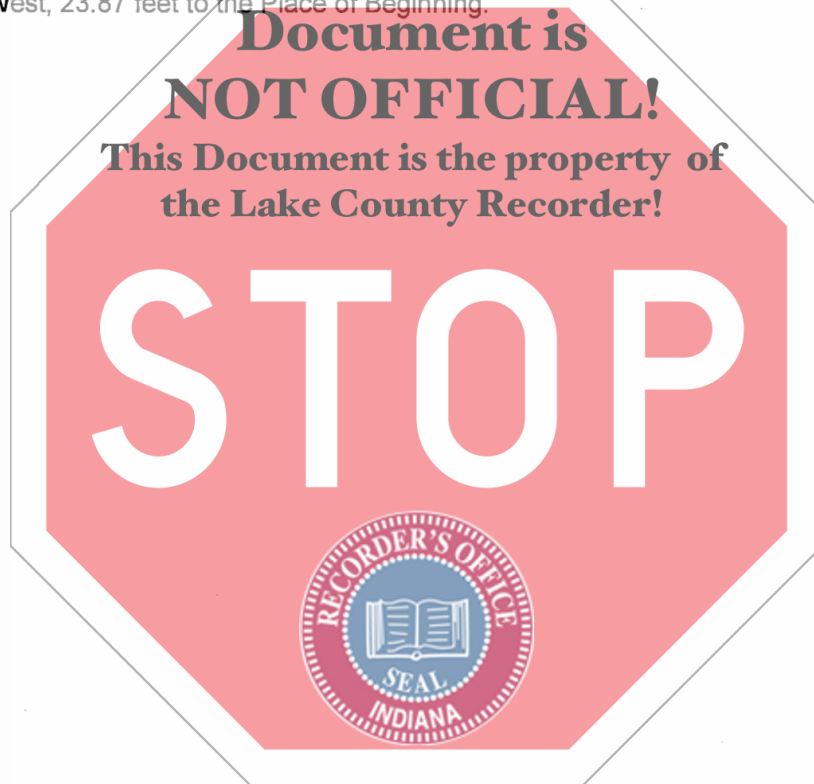 West, 23.87 feet to the Place of Beginning.
Document is
NOT OFFICIAL!
This Document is the property of
the Lake County Recorder!
STOP
RECORDER'S OFFICE
SEAL
INDIANA